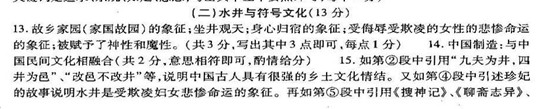 (二)水井与符号文化(13分)
13.故乡家园(家国故园)的象征;坐井观天;身心归宿的象征;受侮辱受欺凌的女性的悲惨命运
的象征;被赋予了神性和魔性。(共3分,写出其中3点即可,每点1分) 14.中国制造;与中
国民间文化相融合(共2分,意思相符即可,酌情给分) 15.如第②段中引用“九夫为井,四
井为邑”、“改邑不改井”等,说明中国古人具有很强的乡土文化情结。又如第④段中引述珍妃
的故事说明水井是受欺凌妇女悲惨命运的象征。再如第⑤段中引用《搜神记》、《聊斋志异》、